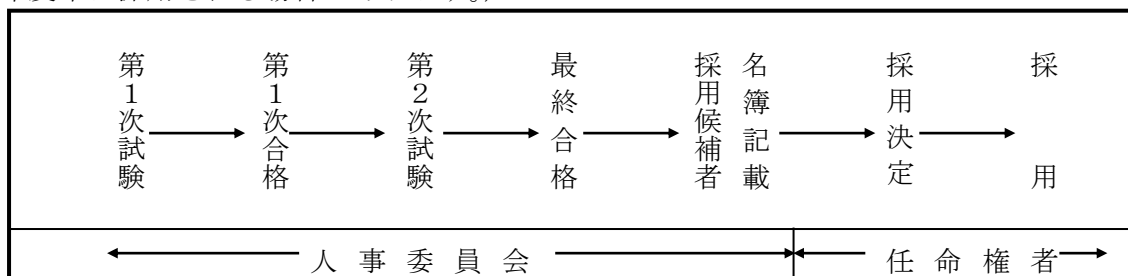 第1次試験
第1次合格
第2次試験
最終合格
採用候補者
名簿記載
採用決定
採用
人事委員会
任命権者